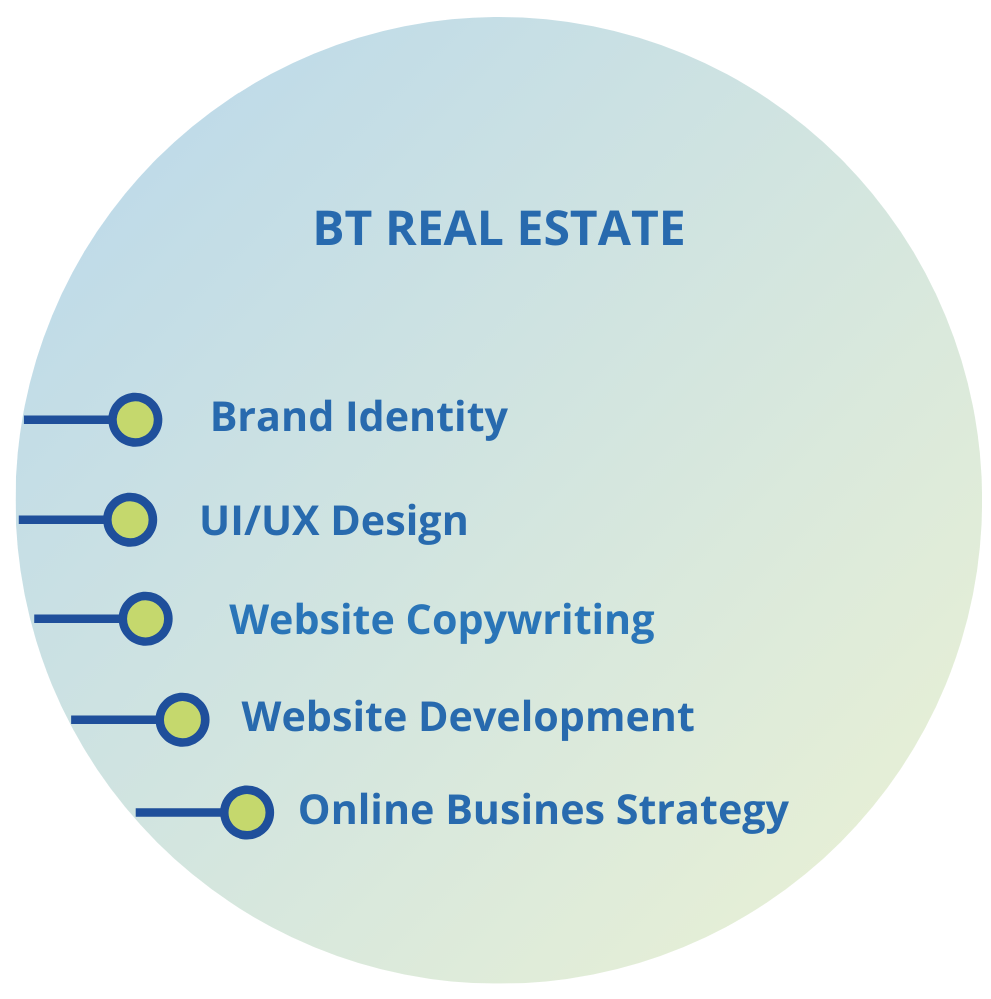 BT REAL ESTATE
Brand Identity
UI/UX Design
Website Copywriting
Website Development
Online Busines Strategy